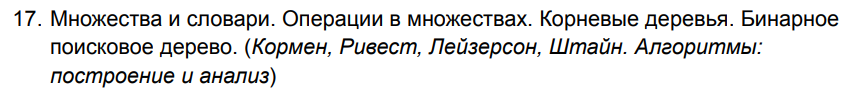 17. Множества и словари. Операции в множествах. Корневые деревья. Бинарное
поисковое дерево. (Кормен, Ривест, Лейзерсон, Штайн. Алгоритмы:
построение и анализ)